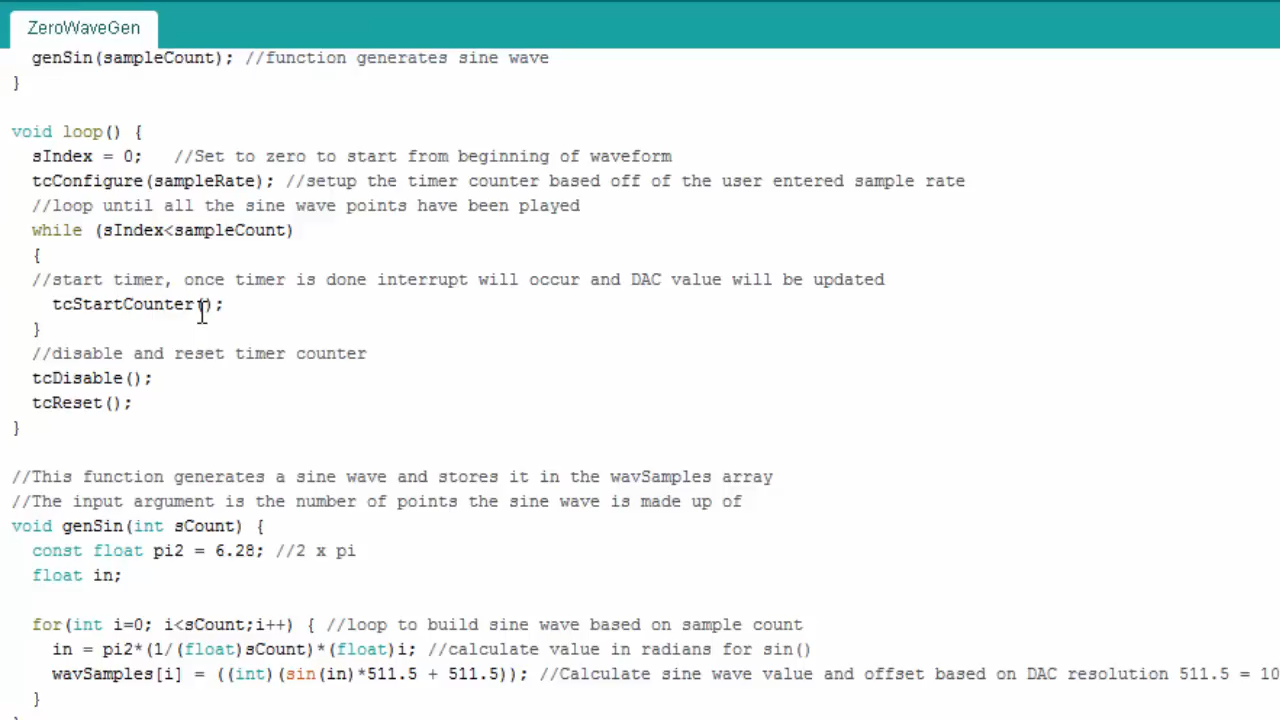 ZeroWaveGen
genSin(sampleCount); //function generates sine wave
}
void loop() {
sIndex = 0;   //Set to zero to start from beginning of waveform
tcConfigure(sampleRate); //setup the timer counter based off of the user entered sample rate
//loop until all the sine wave points have been played
while (sIndex<sampleCount)
{
//start timer, once timer is done interrupt will occur and DAC value will be updated
tcStartCounter();
}
//disable and reset timer counter
tcDisable();
tcReset();
}
//This function generates a sine wave and stores it in the wavSamples array
//The input argument is the number of points the sine wave is made up of
void genSin(int sCount) {
const float pi2 = 6.28; //2 x pi
float in;
for(int i=0; i<sCount;i++) { //loop to build sine wave based on sample count
in = pi2*(1/(float)sCount)*(float)i; //calculate value in radians for sin()
wavSamples[i] = ((int)(sin(in)*511.5 + 511.5)); //Calculate sine wave value and offset based on DAC resolution 511.5 = 10
}